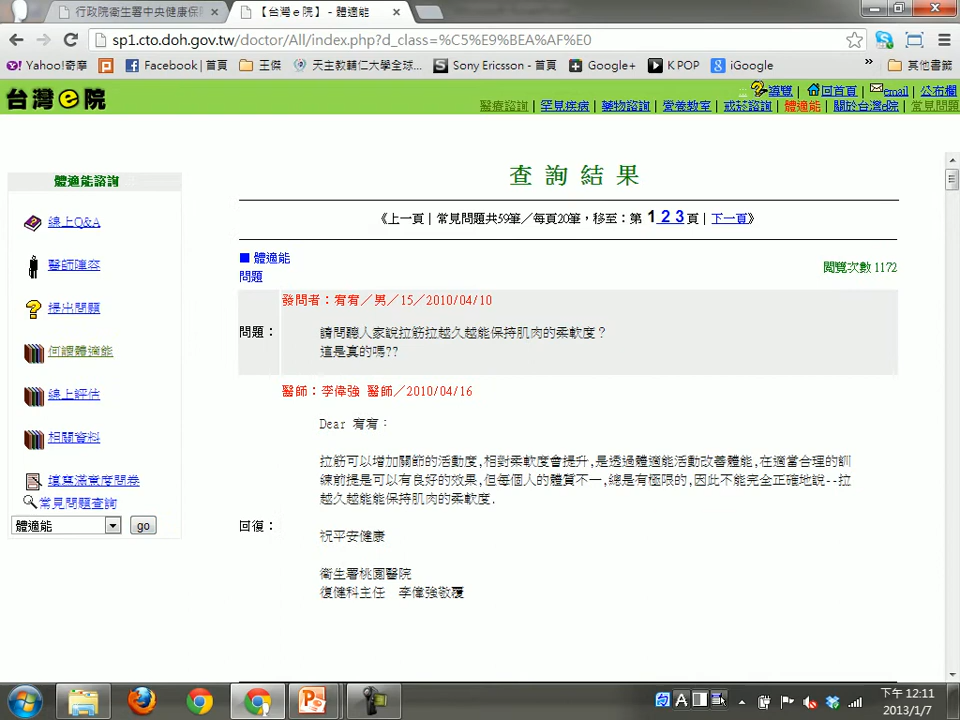 行政院衛生署中央健康保
【台灣e院】 - 體適能
sp1.cto.doh.gov.tw/doctor/All/index.php?d_class=%C5%E9%BEA%AF%E0
Yahoo!奇摩
Facebook | 首頁
王傑
天主教輔仁大學全球...
Sony Ericsson - 首頁
Google+
K POP
iGoogle
»
其他書籤
台灣e院
導覽 | 回首頁 | email | 公布欄
醫療諮詢 | 罕見疾病 | 藥物諮詢 | 營養教室 | 戒菸諮詢 | 體適能 | 關於台灣e院 | 常見問題
體適能諮詢
線上Q&A
醫師陣容
提出問題
何謂體適能
線上評估
相關資料
填寫滿意度問卷
常見問題查詢
體適能
go
查 詢 結 果
《上一頁 | 常見問題共59筆／每頁20筆，移至：第 1 2 3 頁 | 下一頁》
■ 體適能
問題
閱覽次數 1172
發問者：宥宥／男／15／2010/04/10
問題：
請問聽人家說拉筋拉越久越能保持肌肉的柔軟度？
這是真的嗎??
醫師：李偉強 醫師／2010/04/16
Dear 宥宥：
拉筋可以增加關節的活動度,相對柔軟度會提升,是透過體適能活動改善體能,在適當合理的訓
練前提是可以有良好的效果,但每個人的體質不一,總是有極限的,因此不能完全正確地說--拉
越久越能能保持肌肉的柔軟度.
回復：
祝平安健康
衛生署桃園醫院
復健科主任 李偉強敬覆
下午 12:11
2013/1/7